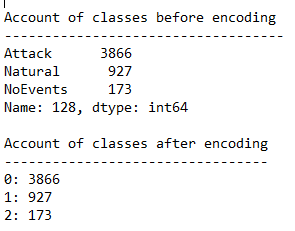 Account of classes before encoding
-----------------------------------
Attack      3866
Natural      927
NoEvents     173
Name: 128, dtype: int64
Account of classes after encoding
---------------------------------
0: 3866
1: 927
2: 173